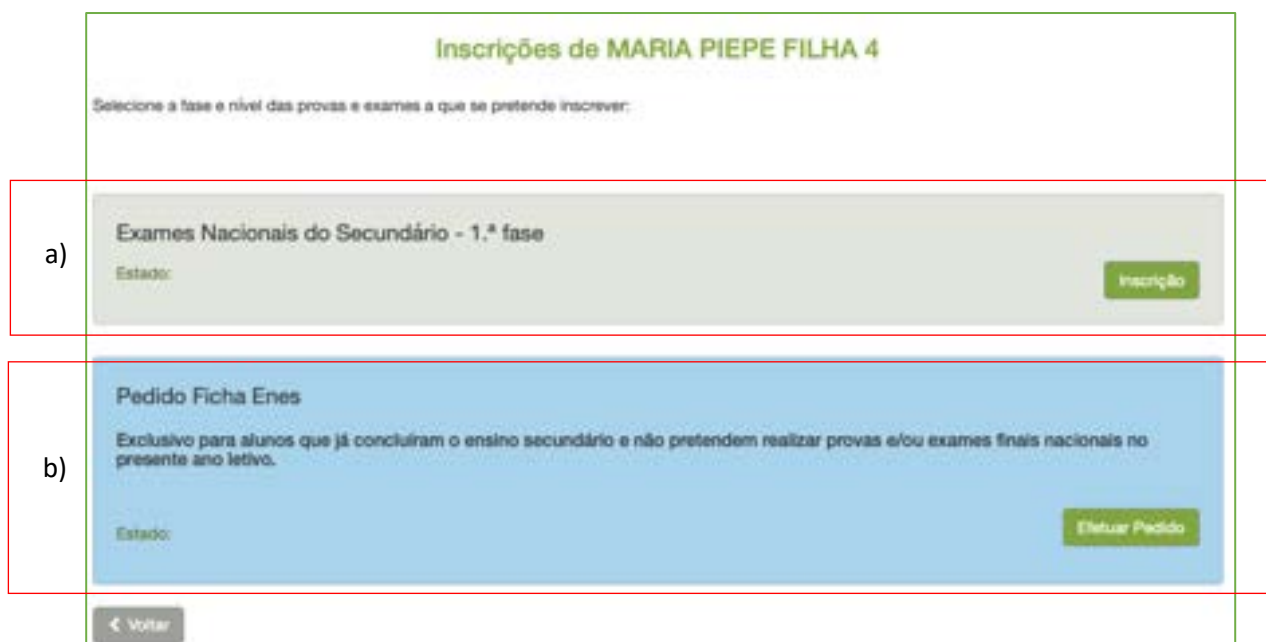 Inscrições de MARIA PIEPE FILHA 4
Selecione a fase e nível das provas e exames a que se pretende inscrever:
a)
Exames Nacionais do Secundário - 1.ª fase
Estado:
Inscrição
b)
Pedido Ficha Enes
Exclusivo para alunos que já concluíram o ensino secundário e não pretendem realizar provas e/ou exames finais nacionais no
presente ano letivo.
Estado:
Efetuar Pedido
Voltar